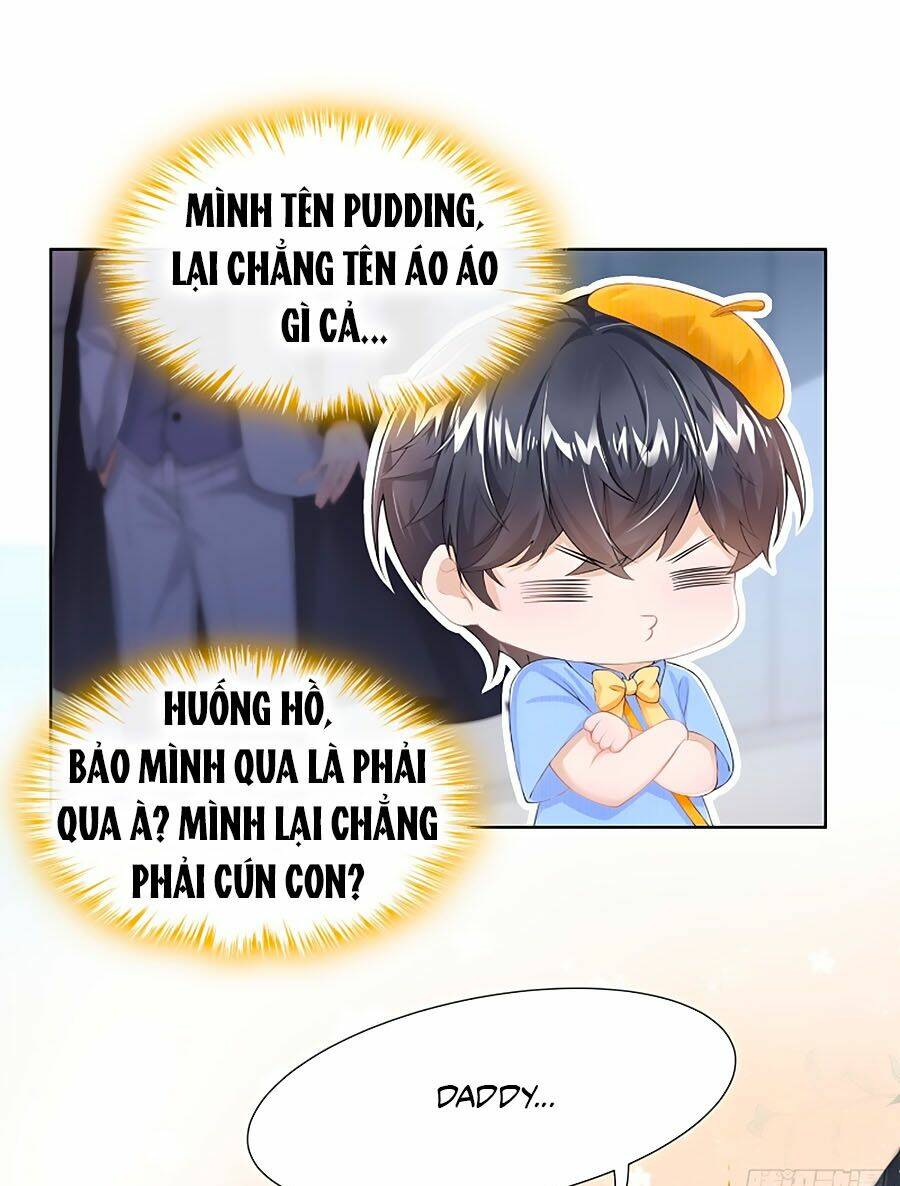 MÌNH TÊN PUDDING,
LẠI CHẲNG TÊN ÁO ÁO
GÌ CẢ...
HUỐNG HỒ,
BẢO MÌNH QUA LÀ PHẢI
QUA À? MÌNH LẠI CHẲNG
PHẢI CÚN CON?
DADDY...